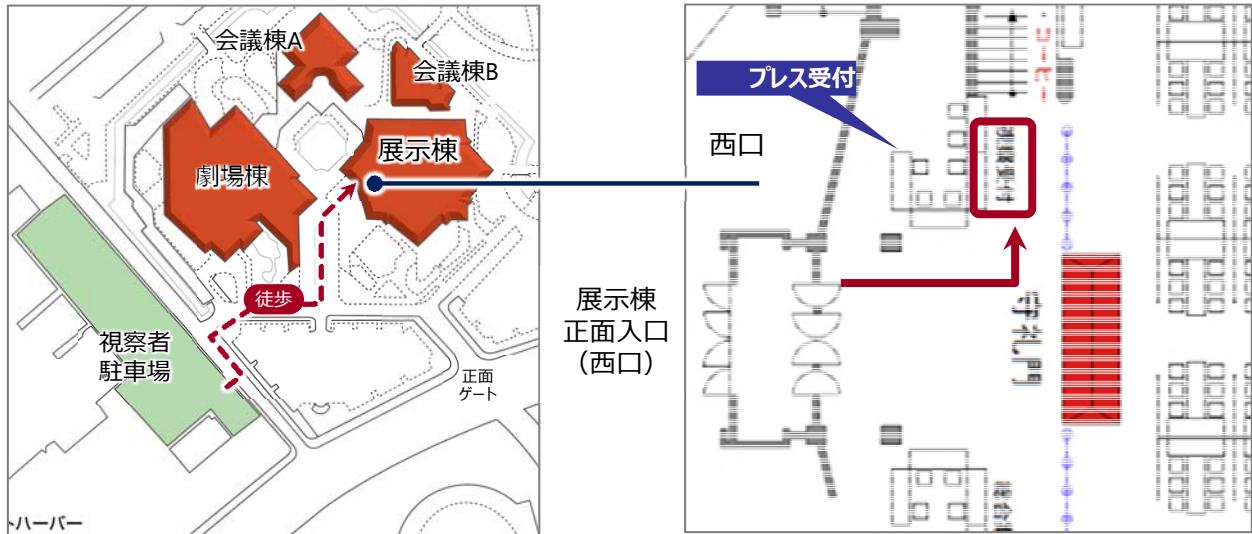 会議棟A
会議棟B
展示棟
劇場棟
徒歩
視察者
駐車場
正面
ゲート
トハーバー
西口
展示棟
正面入口
（西口）
プレス受付